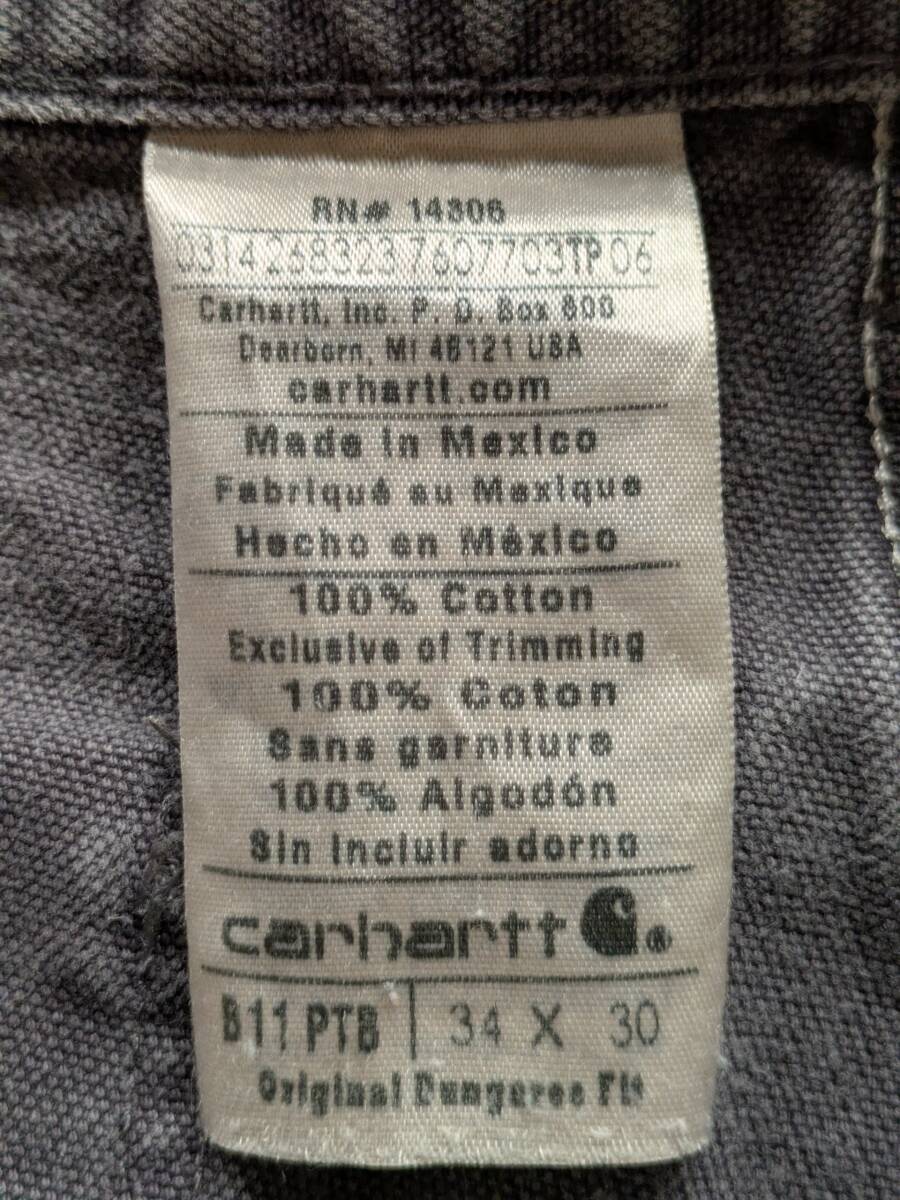 RN# 14806
03142683237607703TP06
Carhartt, Inc. P. O. Box 600
Dearborn, MI 48121 USA
carhartt.com
Made in Mexico
Fabriqué au Mexique
Hecho en México
100% Cotton
Exclusive of Trimming
100% Coton
Sans garniture
100% Algodón
Sin incluir adorno
carhartt ®
B11 PTB | 34 X 30
Original Dungaree Fit